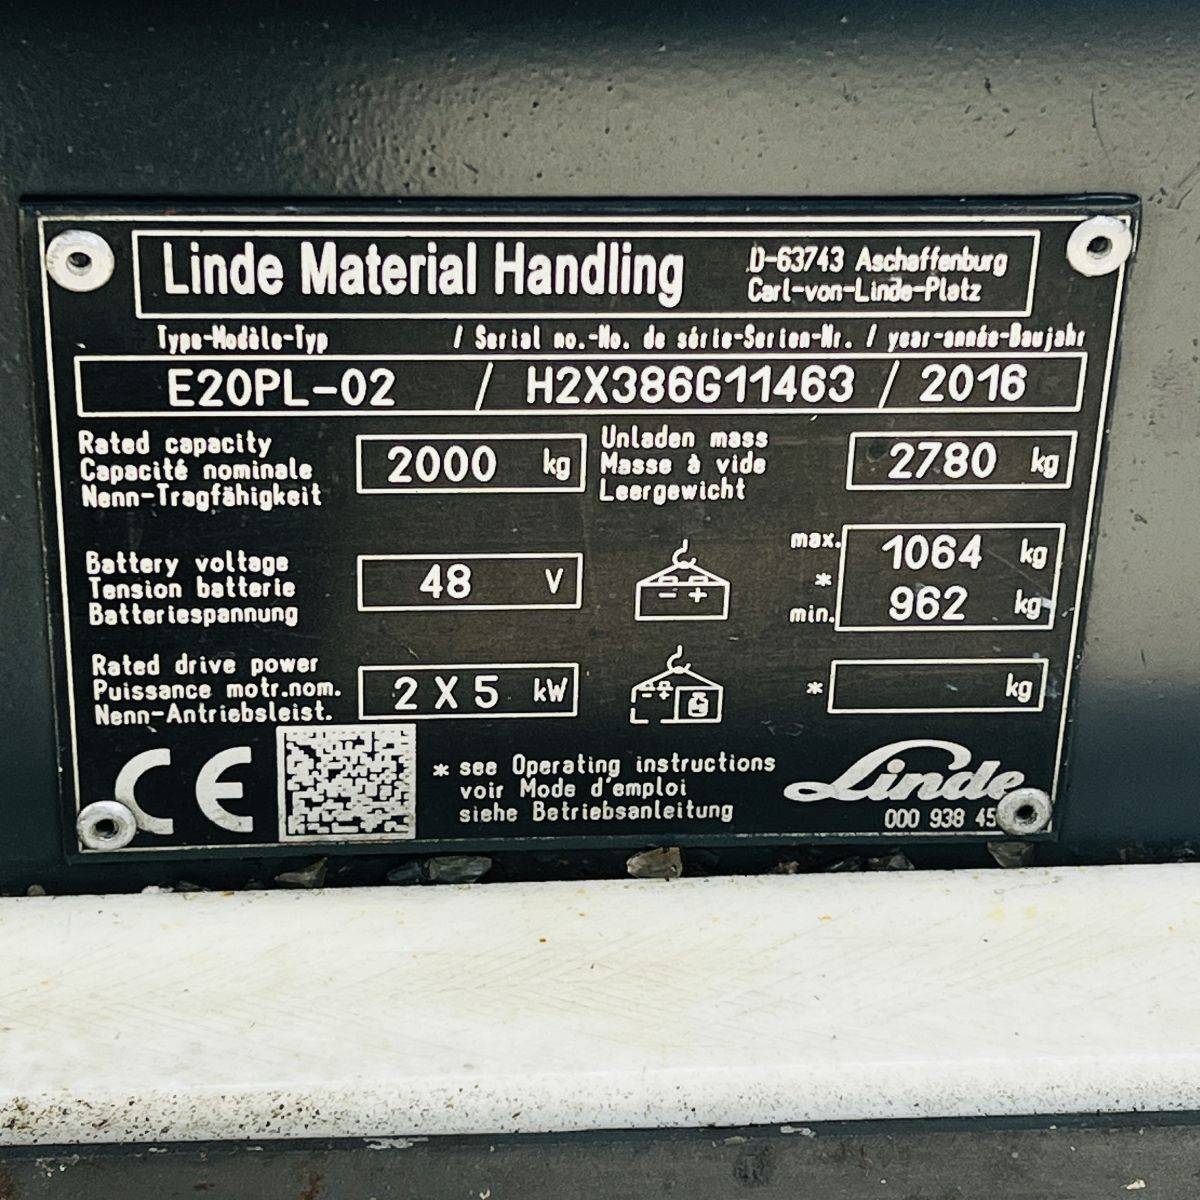 Linde Material Handling
D-63743 Aschaffenburg
Carl-von-Linde-Platz
Type-Modèle-Typ / Serial no.-No. de série-Serien-Nr. / year-année-Baujahr
E20PL-02 / H2X386G11463 / 2016
Rated capacity
Capacité nominale
Nenn-Tragfähigkeit
2000 kg
Unladen mass
Masse à vide
Leergewicht
2780 kg
Battery voltage
Tension batterie
Batteriespannung
48 V
- +
max. 1064 kg
*
min. 962 kg
Rated drive power
Puissance motr.nom.
Nenn-Antriebsleist.
2 X 5 kW
* kg
CE
* see Operating instructions
voir Mode d'emploi
siehe Betriebsanleitung
Linde
000 938 45